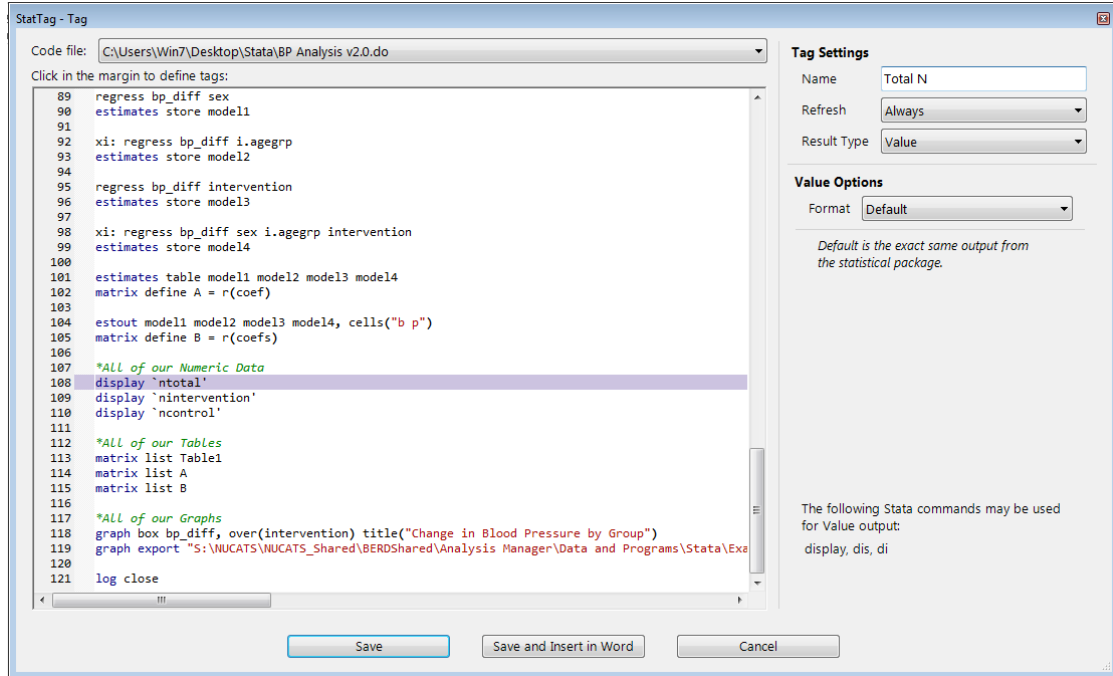 StatTag - Tag
Code file: C:\Users\Win7\Desktop\Stata\BP Analysis v2.0.do
Click in the margin to define tags:
89 regress bp_diff sex
90 estimates store model1
91
92 xi: regress bp_diff i.agegrp
93 estimates store model2
94
95 regress bp_diff intervention
96 estimates store model3
97
98 xi: regress bp_diff sex i.agegrp intervention
99 estimates store model4
100
101 estimates table model1 model2 model3 model4
102 matrix define A = r(coef)
103
104 estout model1 model2 model3 model4, cells("b p")
105 matrix define B = r(coefs)
106
107 *All of our Numeric Data
108 display `ntotal'
109 display `nintervention'
110 display `ncontrol'
111
112 *All of our Tables
113 matrix list Table1
114 matrix list A
115 matrix list B
116
117 *All of our Graphs
118 graph box bp_diff, over(intervention) title("Change in Blood Pressure by Group")
119 graph export "S:\NUCATS\NUCATS_Shared\BERDShared\Analysis Manager\Data and Programs\Stata\Exa
120
121 log close
Tag Settings
Name Total N
Refresh Always
Result Type Value
Value Options
Format Default
Default is the exact same output from
the statistical package.
The following Stata commands may be used
for Value output:
display, dis, di
Save
Save and Insert in Word
Cancel